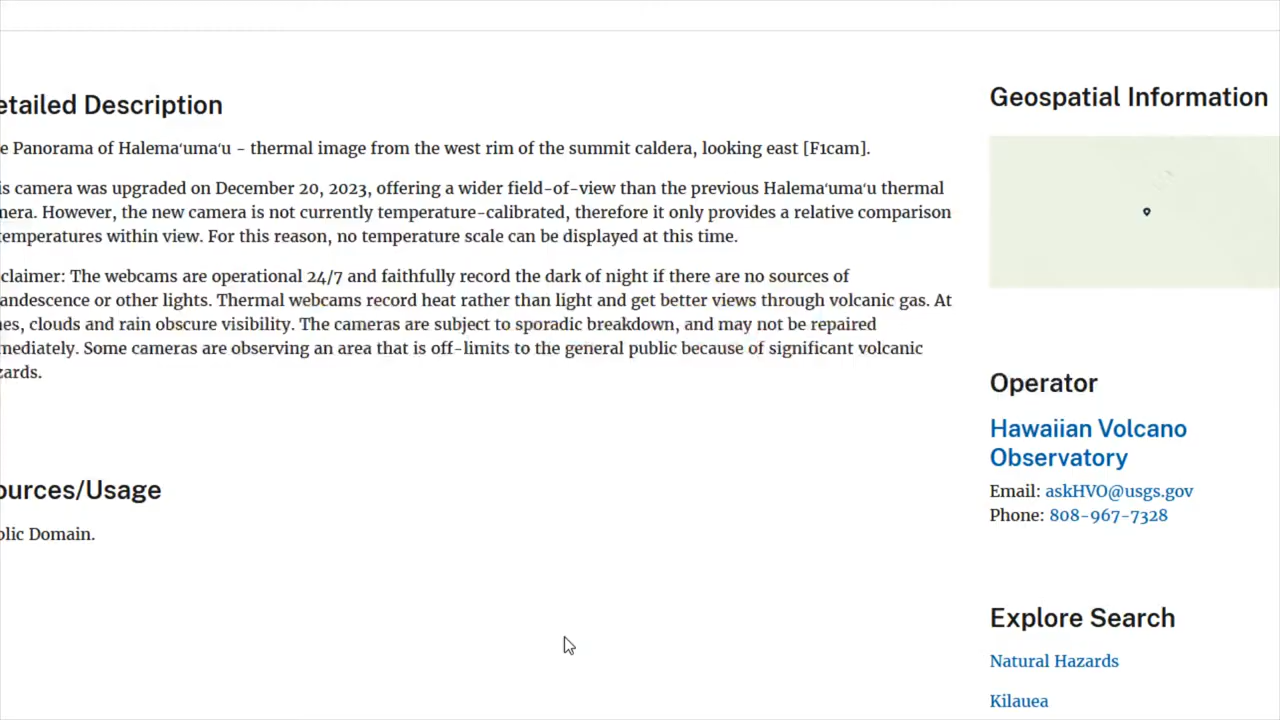 etailed Description
e Panorama of Halemaʻumaʻu - thermal image from the west rim of the summit caldera, looking east [F1cam].
is camera was upgraded on December 20, 2023, offering a wider field-of-view than the previous Halemaʻumaʻu thermal
nera. However, the new camera is not currently temperature-calibrated, therefore it only provides a relative comparison
temperatures within view. For this reason, no temperature scale can be displayed at this time.
claimer: The webcams are operational 24/7 and faithfully record the dark of night if there are no sources of
andescence or other lights. Thermal webcams record heat rather than light and get better views through volcanic gas. At
nes, clouds and rain obscure visibility. The cameras are subject to sporadic breakdown, and may not be repaired
mediately. Some cameras are observing an area that is off-limits to the general public because of significant volcanic
zards.
ources/Usage
blic Domain.
Geospatial Information
Operator
Hawaiian Volcano
Observatory
Email: askHVO@usgs.gov
Phone: 808-967-7328
Explore Search
Natural Hazards
Kilauea